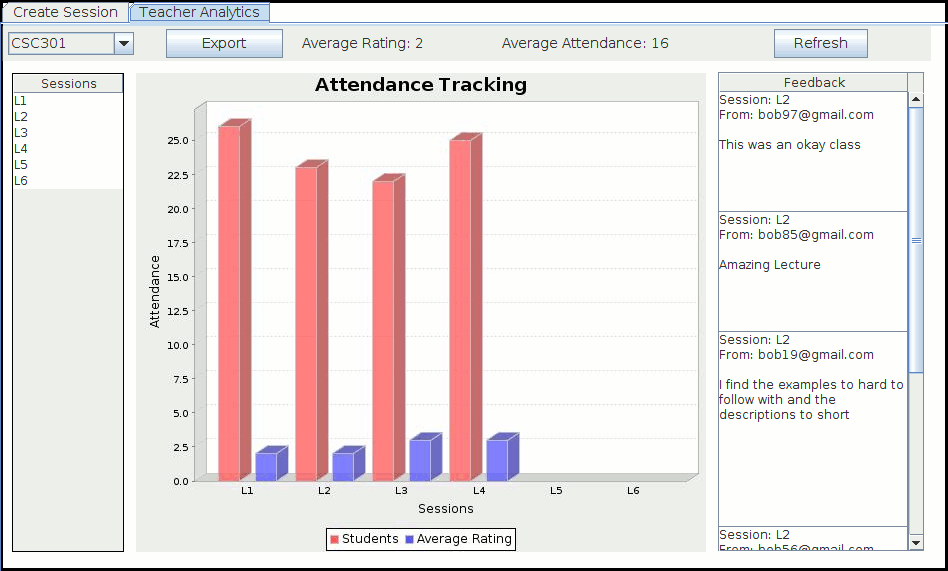 Create Session
Teacher Analytics
CSC301
Export
Average Rating: 2
Average Attendance: 16
Refresh
Sessions
L1
L2
L3
L4
L5
L6
Attendance Tracking
Attendance
25.0
22.5
20.0
17.5
15.0
12.5
10.0
7.5
5.0
2.5
0.0
L1
L2
L3
L4
L5
L6
Sessions
Students
Average Rating
Feedback
Session: L2
From: bob97@gmail.com
This was an okay class
Session: L2
From: bob85@gmail.com
Amazing Lecture
Session: L2
From: bob19@gmail.com
I find the examples to hard to
follow with and the
descriptions to short
Session: L2
From: bob56@gmail.com